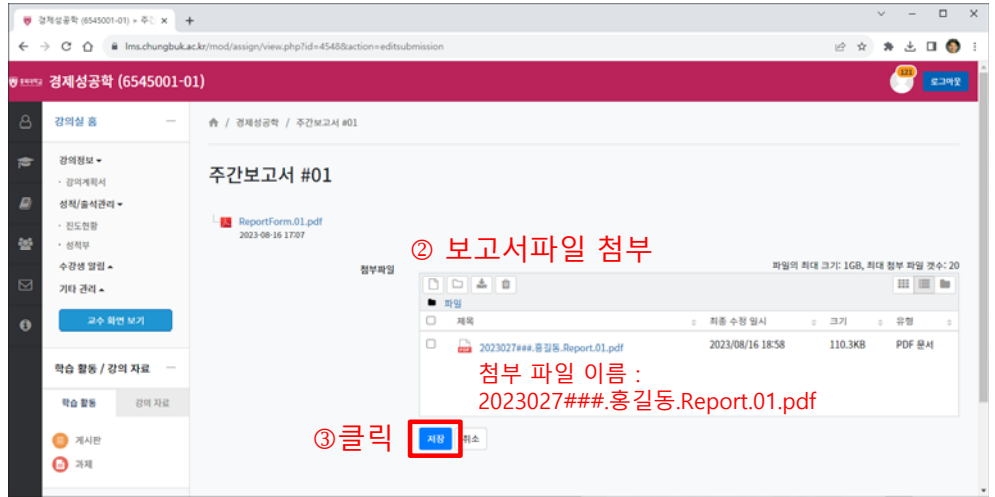 경제성공학 (6545001-01) » 주간
lms.chungbuk.ac.kr/mod/assign/view.php?id=4548&action=editsubmission
경제성공학 (6545001-01)
121
로그아웃
강의실 홈
경제성공학 / 주간보고서 #01
강의정보
· 강의계획서
성적/출석관리
· 진도현황
· 성적부
수강생 알림
기타 관리
교수 화면 보기
학습 활동 / 강의 자료
학습 활동
강의 자료
게시판
과제
주간보고서 #01
ReportForm.01.pdf
2023-08-16 17:07
② 보고서파일 첨부
첨부파일
파일의 최대 크기: 1GB, 최대 첨부 파일 갯수: 20
파일
제목 최종 수정 일시 크기 유형
2023027###.홍길동.Report.01.pdf 2023/08/16 18:58 110.3KB PDF 문서
첨부 파일 이름 :
2023027###.홍길동.Report.01.pdf
③클릭
저장
취소